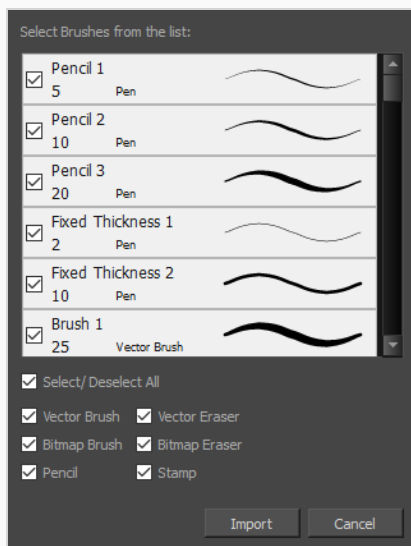 Select Brushes from the list:
Pencil 1
5 Pen
Pencil 2
10 Pen
Pencil 3
20 Pen
Fixed Thickness 1
2 Pen
Fixed Thickness 2
10 Pen
Brush 1
25 Vector Brush
Select/ Deselect All
Vector Brush Vector Eraser
Bitmap Brush Bitmap Eraser
Pencil Stamp
Import Cancel